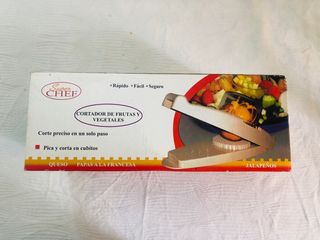 Super
CHEF
• Rápido • Fácil • Seguro
CORTADOR DE FRUTAS Y
VEGETALES
Corte preciso en un solo paso
Pica y corta en cubitos
QUESO PAPAS A LA FRANCESA JALAPEÑOS